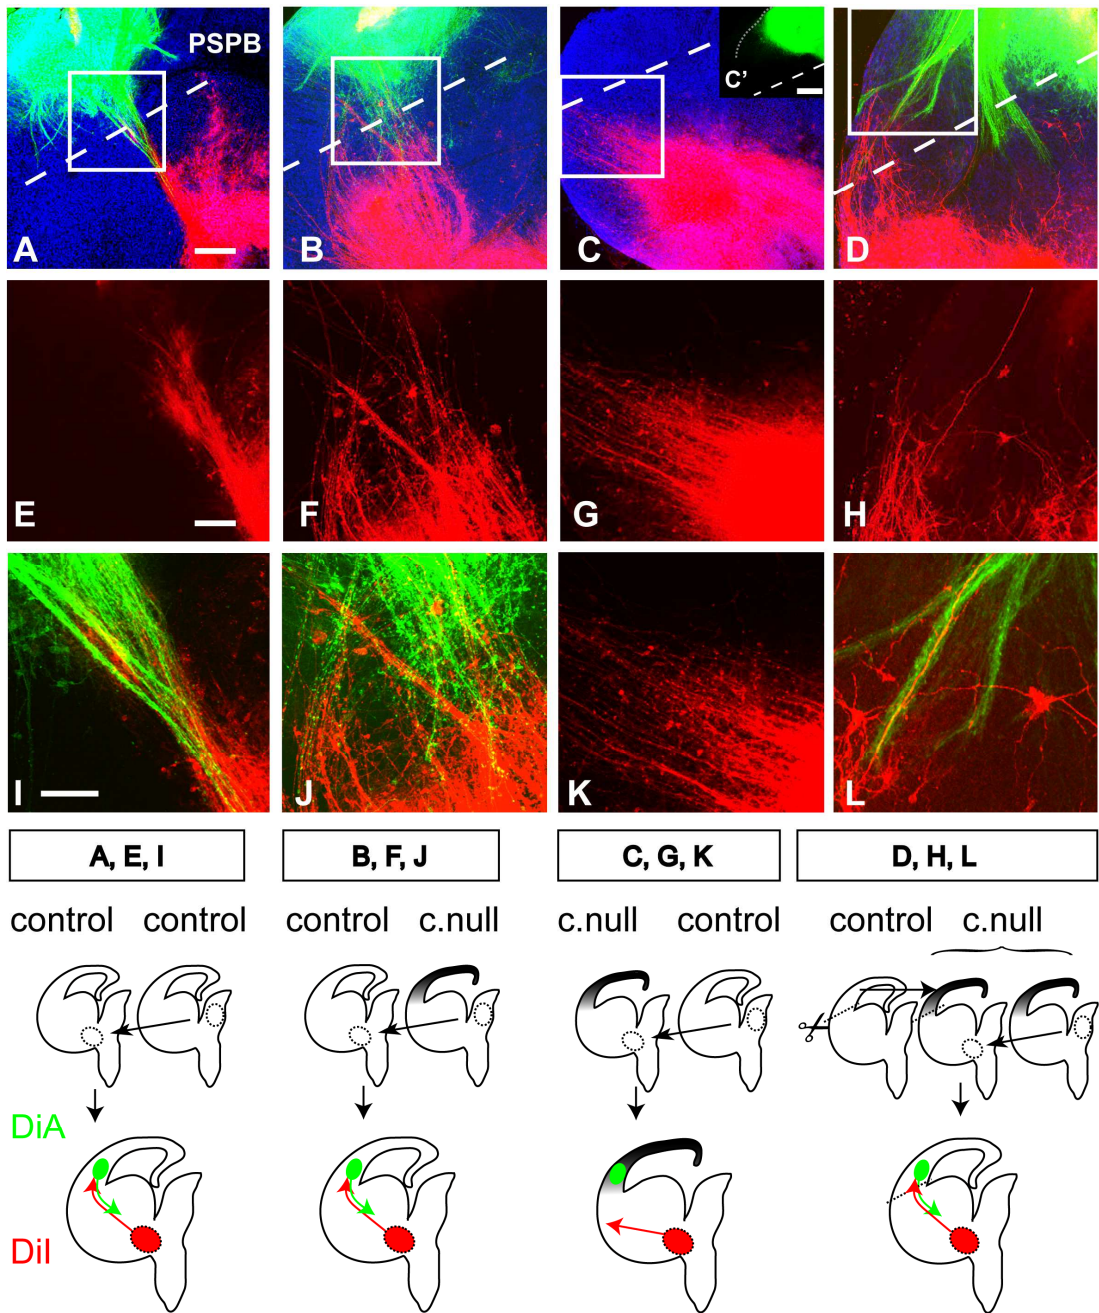 PSPB
A
B
C'
C
D
E
F
G
H
I
J
K
L
A, E, I
B, F, J
C, G, K
D, H, L
control control
control c.null
c.null control
control c.null
DiA
DiI